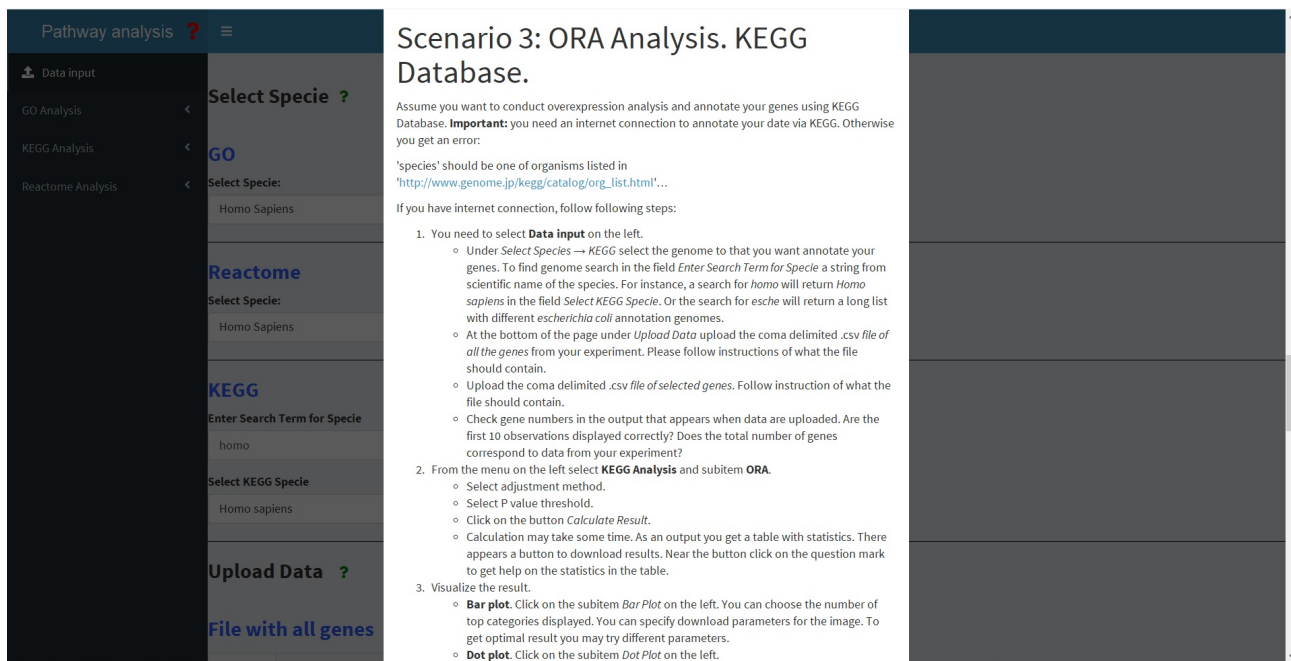 Pathway analysis ?
Data input
GO Analysis
KEGG Analysis
Reactome Analysis
Select Specie ?
GO
Select Specie:
Homo Sapiens
Reactome
Select Specie:
Homo Sapiens
KEGG
Enter Search Term for Specie
homo
Select KEGG Specie
Homo sapiens
Upload Data ?
File with all genes
Scenario 3: ORA Analysis. KEGG
Database.
Assume you want to conduct overexpression analysis and annotate your genes using KEGG
Database. Important: you need an internet connection to annotate your date via KEGG. Otherwise
you get an error:
'species' should be one of organisms listed in
'http://www.genome.jp/kegg/catalog/org_list.html'...
If you have internet connection, follow following steps:
1. You need to select Data input on the left.
○ Under Select Species → KEGG select the genome to that you want annotate your
genes. To find genome search in the field Enter Search Term for Specie a string from
scientific name of the species. For instance, a search for homo will return Homo
sapiens in the field Select KEGG Specie. Or the search for esche will return a long list
with different escherichia coli annotation genomes.
○ At the bottom of the page under Upload Data upload the coma delimited .csv file of
all the genes from your experiment. Please follow instructions of what the file
should contain.
○ Upload the coma delimited .csv file of selected genes. Follow instruction of what the
file should contain.
○ Check gene numbers in the output that appears when data are uploaded. Are the
first 10 observations displayed correctly? Does the total number of genes
correspond to data from your experiment?
2. From the menu on the left select KEGG Analysis and subitem ORA.
○ Select adjustment method.
○ Select P value threshold.
○ Click on the button Calculate Result.
○ Calculation may take some time. As an output you get a table with statistics. There
appears a button to download results. Near the button click on the question mark
to get help on the statistics in the table.
3. Visualize the result.
○ Bar plot. Click on the subitem Bar Plot on the left. You can choose the number of
top categories displayed. You can specify download parameters for the image. To
get optimal result you may try different parameters.
○ Dot plot. Click on the subitem Dot Plot on the left.